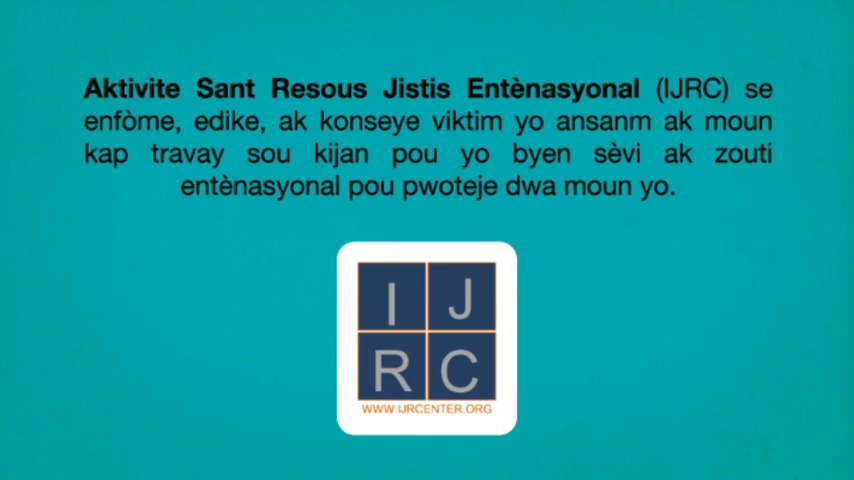 Aktivite Sant Resous Jistis Entènasyonal (IJRC) se
enfòme, edike, ak konseye viktim yo ansanm ak moun
kap travay sou kijan pou yo byen sèvi ak zouti
entènasyonal pou pwoteje dwa moun yo.
I J
R C
WWW.IJRCENTER.ORG